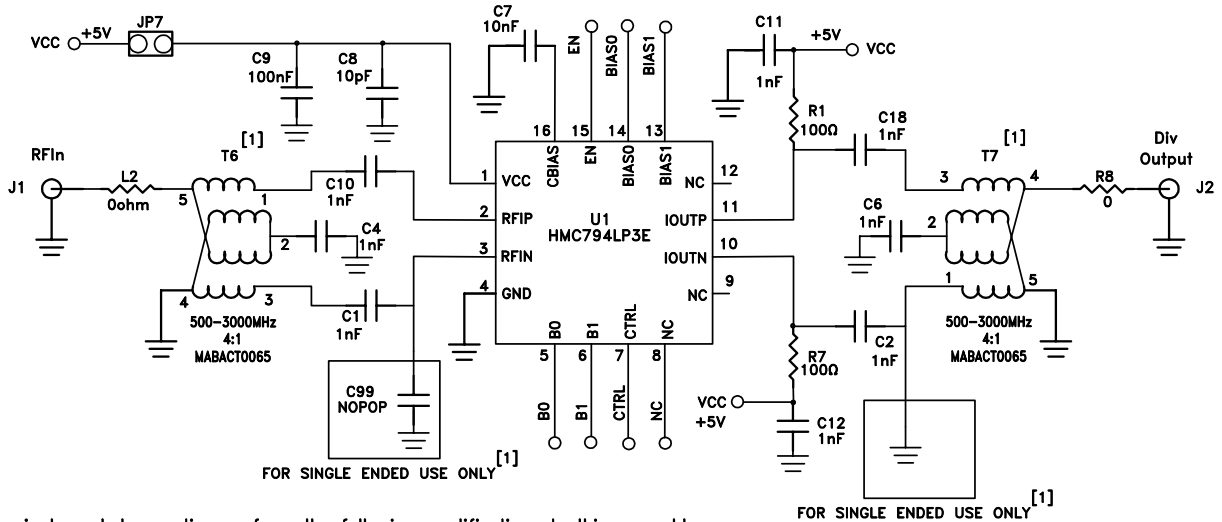 VCC
+5V
JP7
C9
100nF
C8
10pF
C7
10nF
EN
BIAS0
BIAS1
C11
1nF
+5V
VCC
R1
100Ω
C18
1nF
16
15
14
13
CBIAS
EN
BIAS0
BIAS1
RFIn
J1
L2
0ohm
T6
[1]
5
1
2
4
3
C10
1nF
C4
1nF
C1
1nF
500-3000MHz
4:1
MABACT0065
1
VCC
2
RFIP
3
RFIN
4
GND
U1
HMC794LP3E
NC
12
IOUTP
11
IOUTN
10
NC
9
B0
B1
CTRL
NC
5
6
7
8
B0
B1
CTRL
NC
T7
[1]
3
4
2
1
5
C6
1nF
C2
1nF
R8
0
Div
Output
J2
500-3000MHz
4:1
MABACT0065
R7
100Ω
VCC
+5V
C12
1nF
C99
NOPOP
FOR SINGLE ENDED USE ONLY[1]
FOR SINGLE ENDED USE ONLY[1]